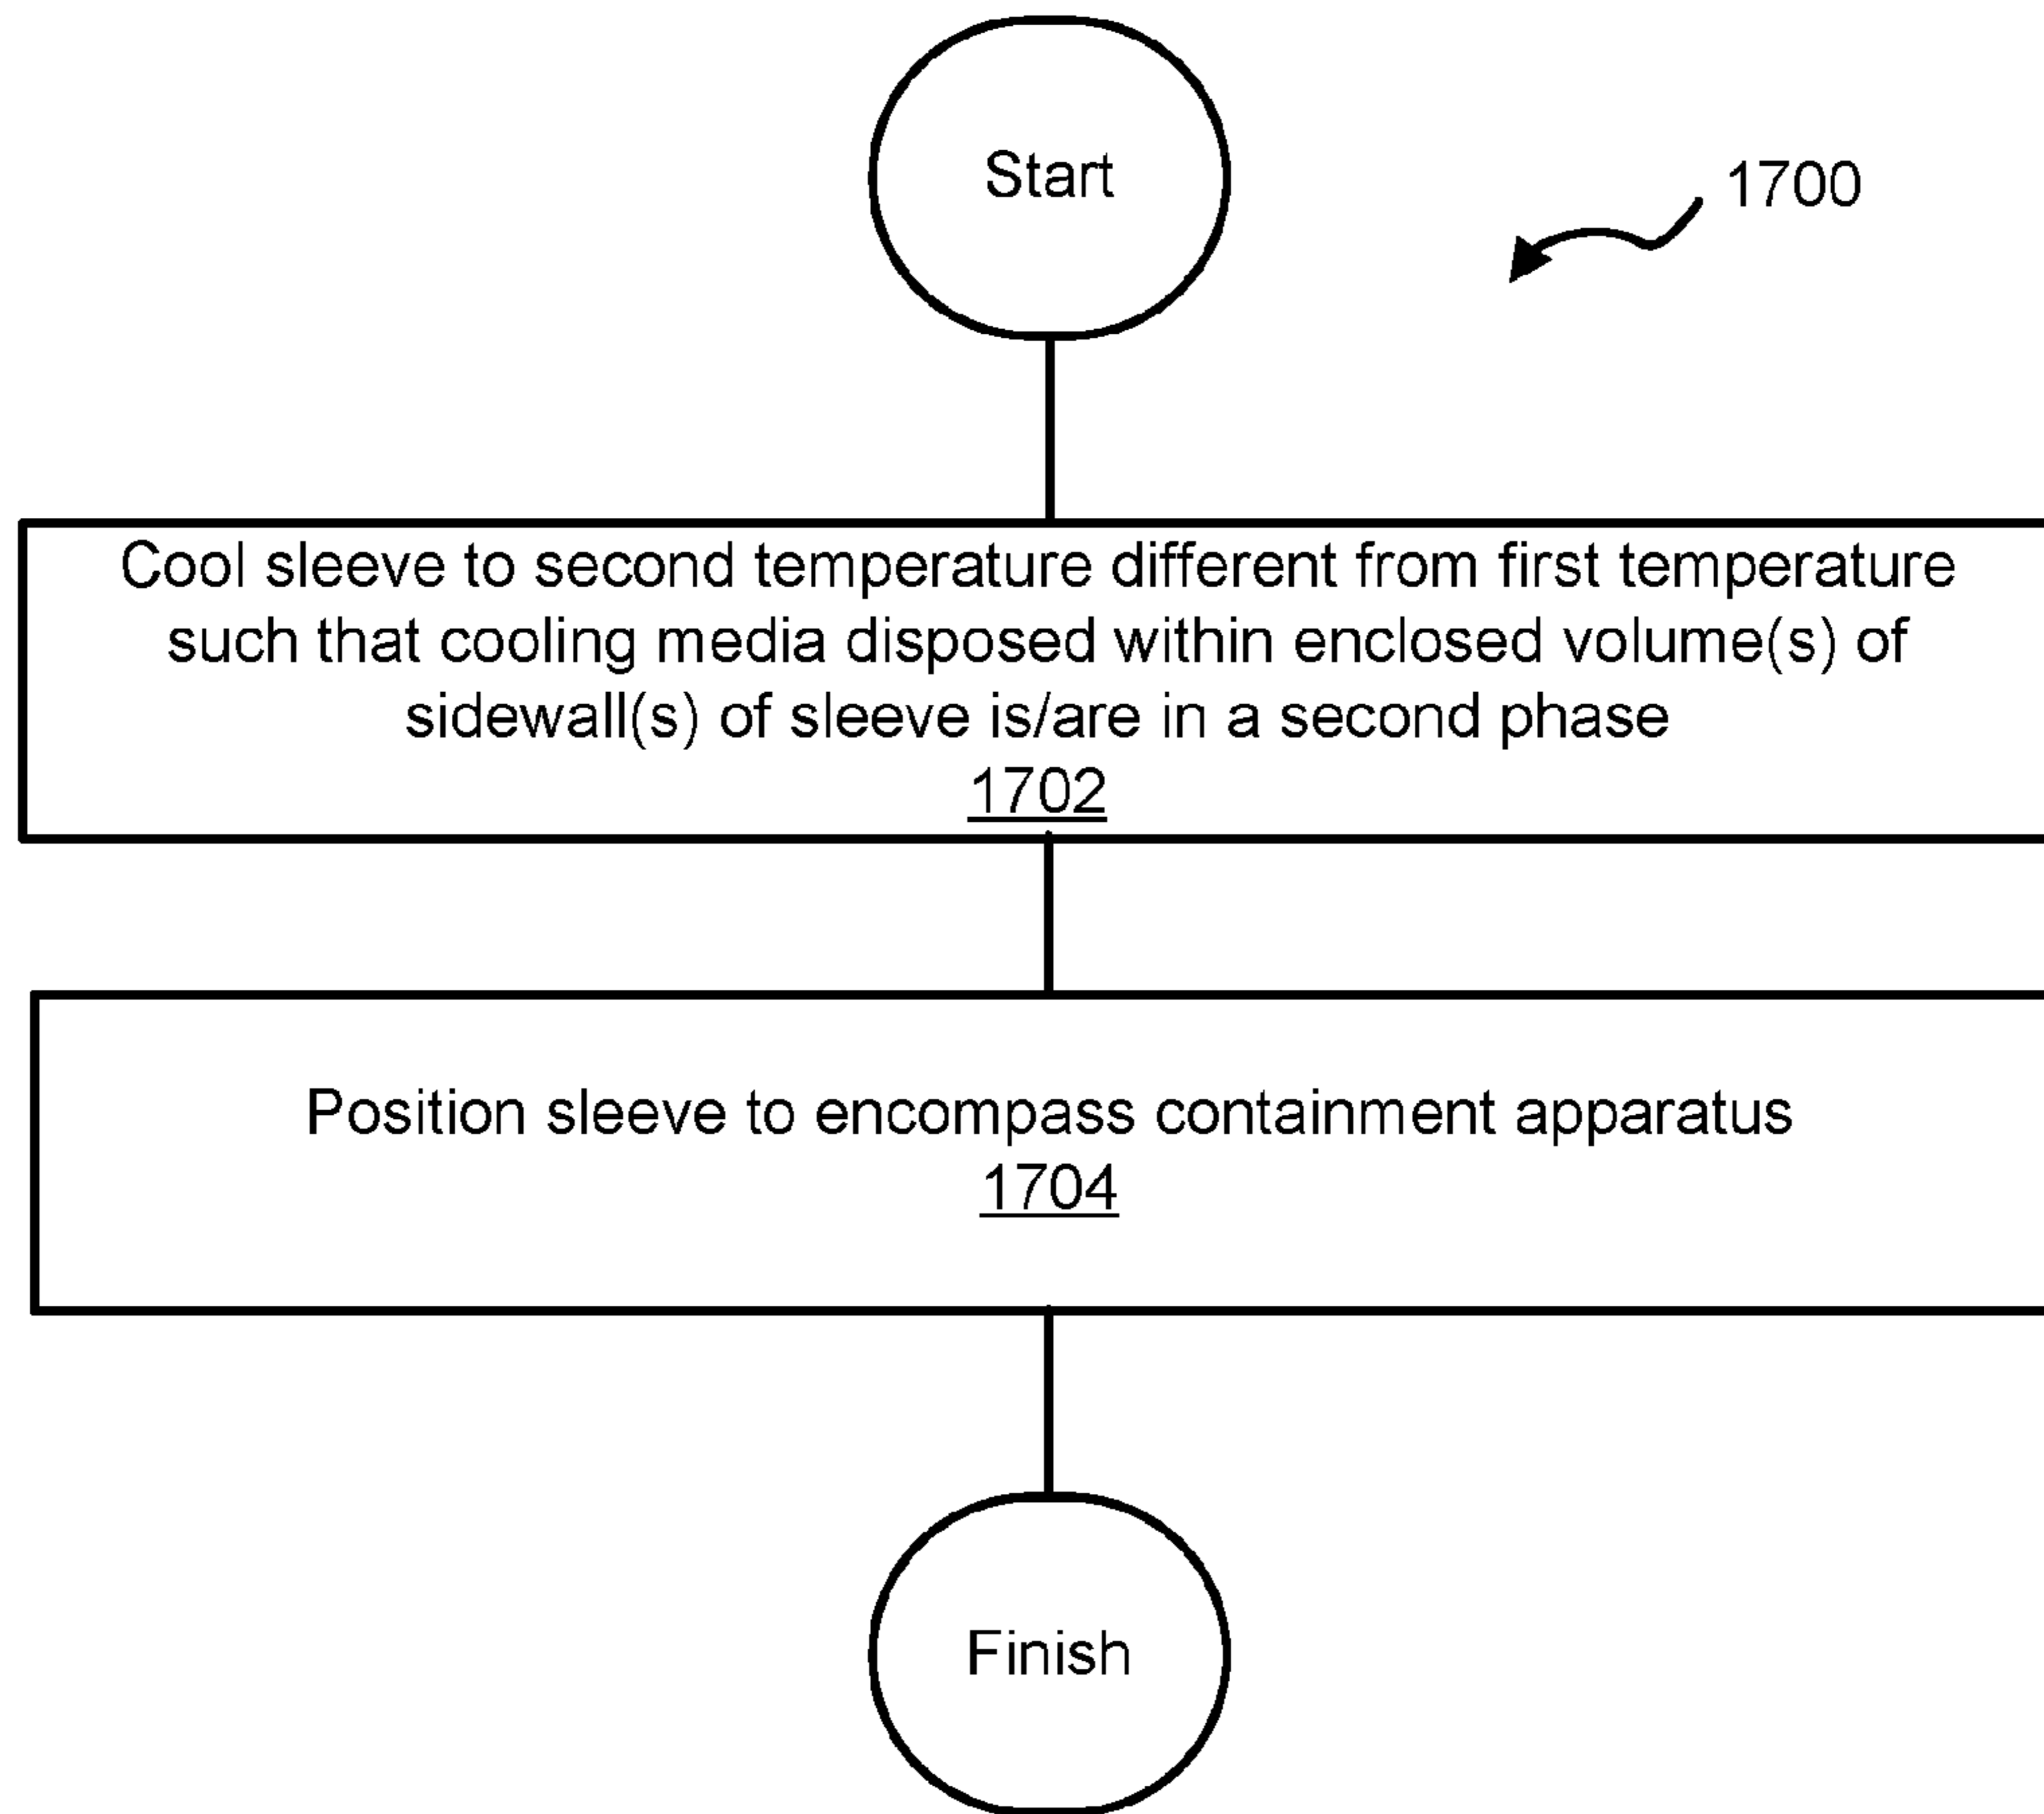 Start
1700
Cool sleeve to second temperature different from first temperature
such that cooling media disposed within enclosed volume(s) of
sidewall(s) of sleeve is/are in a second phase
1702
Position sleeve to encompass containment apparatus
1704
Finish